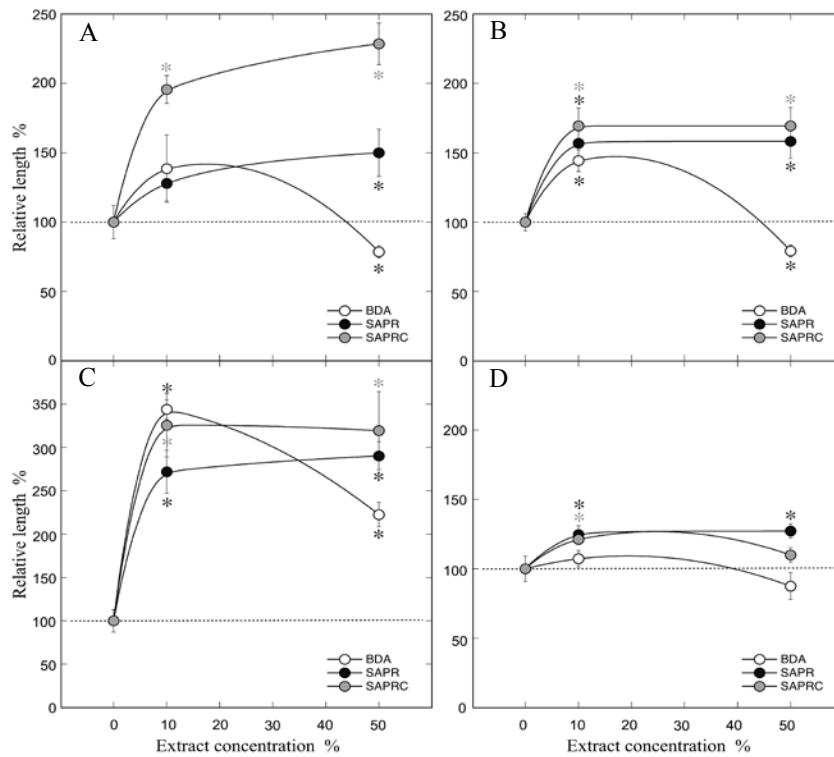 A
250
200
150
100
50
0
Relative length %
*
*
*
*
BDA
SAPR
SAPRC
B
250
200
150
100
50
0
*
*
*
*
*
*
BDA
SAPR
SAPRC
C
350
300
250
200
150
100
50
0
Relative length %
*
*
*
*
*
*
BDA
SAPR
SAPRC
0 10 20 30 40 50
Extract concentration %
D
200
150
100
50
0
*
*
*
BDA
SAPR
SAPRC
0 10 20 30 40 50
Extract concentration %